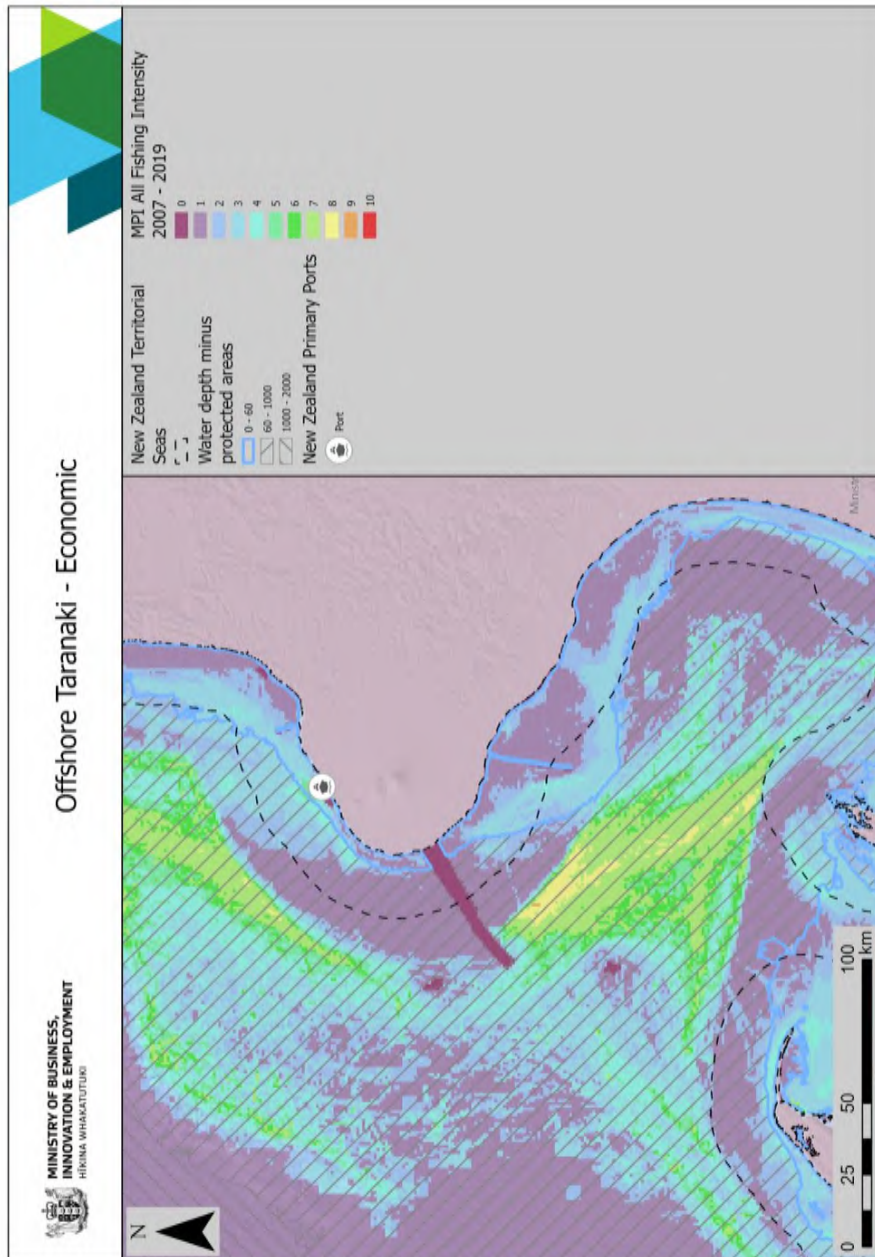 MINISTRY OF BUSINESS,
INNOVATION & EMPLOYMENT
HĪKINA WHAKATUTUKI
Offshore Taranaki - Economic
N
0 25 50 100
km
New Zealand Territorial
Seas
Water depth minus
protected areas
0 - 60
60 - 1000
1000 - 2000
New Zealand Primary Ports
Port
MPI All Fishing Intensity
2007 - 2019
0
1
2
3
4
5
6
7
8
9
10
Minist